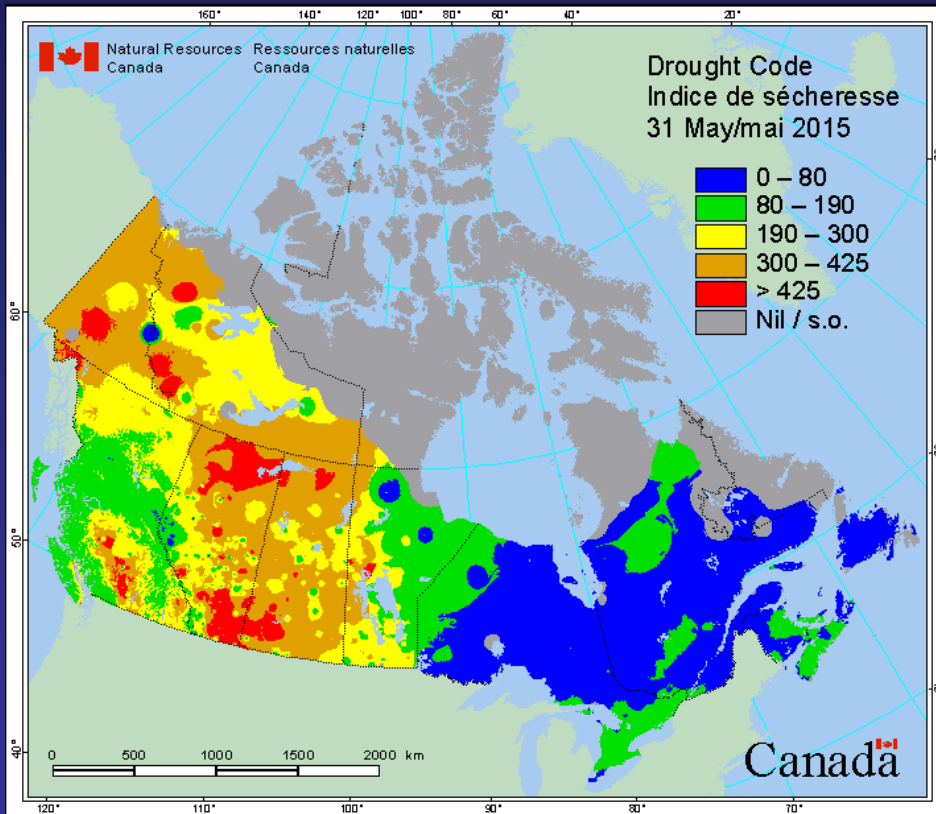 160° 140° 120° 100° 80° 60° 40° 20°
Natural Resources Ressources naturelles
Canada Canada
Drought Code
Indice de sécheresse
31 May/mai 2015
0 – 80
80 – 190
190 – 300
300 – 425
> 425
Nil / s.o.
60°
50°
40°
0 500 1000 1500 2000 km
Canada
120° 110° 100° 90° 80° 70°